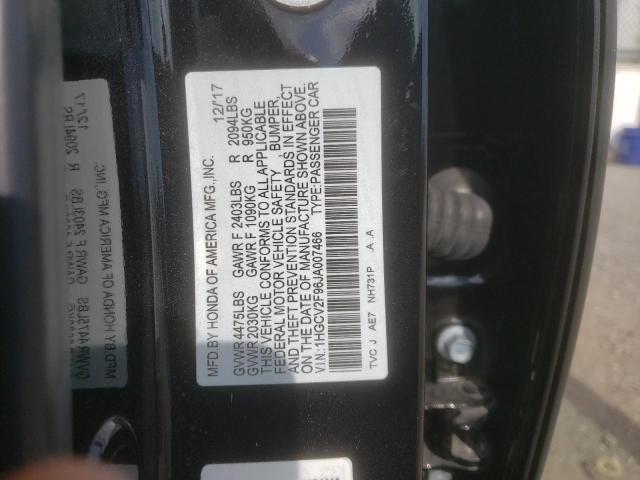 MFD.BY HONDA OF AMERICA MFG.,INC. 12/17
GVWR 4475LBS GAWR F 2403LBS R 2094LBS
GVWR 2030KG GAWR F 1090KG R 950KG
THIS VEHICLE CONFORMS TO ALL APPLICABLE
FEDERAL MOTOR VEHICLE SAFETY , BUMPER,
AND THEFT PREVENTION STANDARDS IN EFFECT
ON THE DATE OF MANUFACTURE SHOWN ABOVE.
V.I.N.:1HGCV2F96JA007466 TYPE:PASSENGER CAR
TVC J AE7 NH731P A A